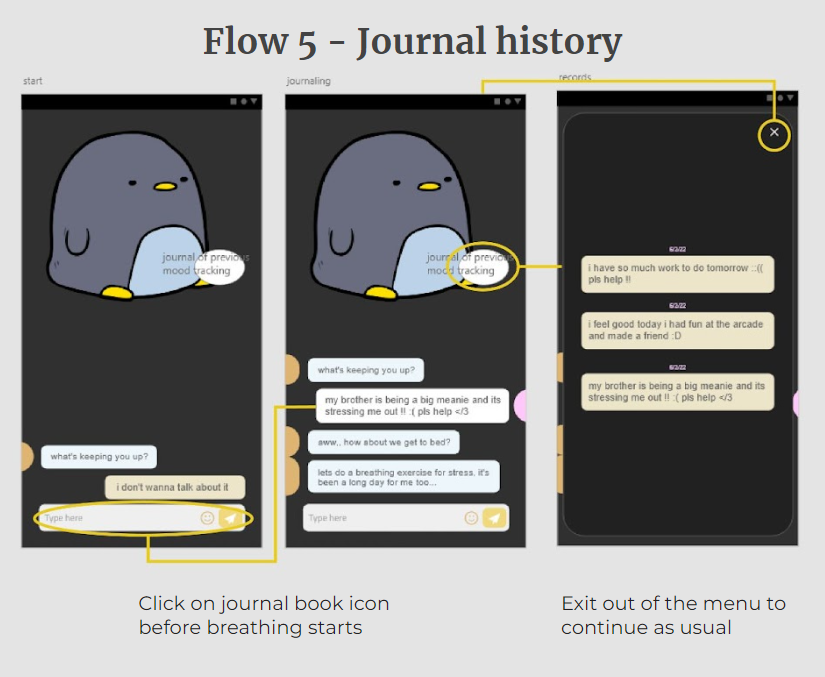 Flow 5 - Journal history
start
journaling
records
journal of previous
mood tracking
what's keeping you up?
i don't wanna talk about it
Type here
journal of previous
mood tracking
what's keeping you up?
my brother is being a big meanie and its
stressing me out !! :( pls help </3
aww.. how about we get to bed?
lets do a breathing exercise for stress. it's
been a long day for me too...
Type here
6/3/22
i have so much work to do tomorrow ::((
pls help !!
6/2/22
i feel good today i had fun at the arcade
and made a friend :D
my brother is being a big meanie and its
stressing me out !! :( pls help </3
Click on journal book icon
before breathing starts
Exit out of the menu to
continue as usual